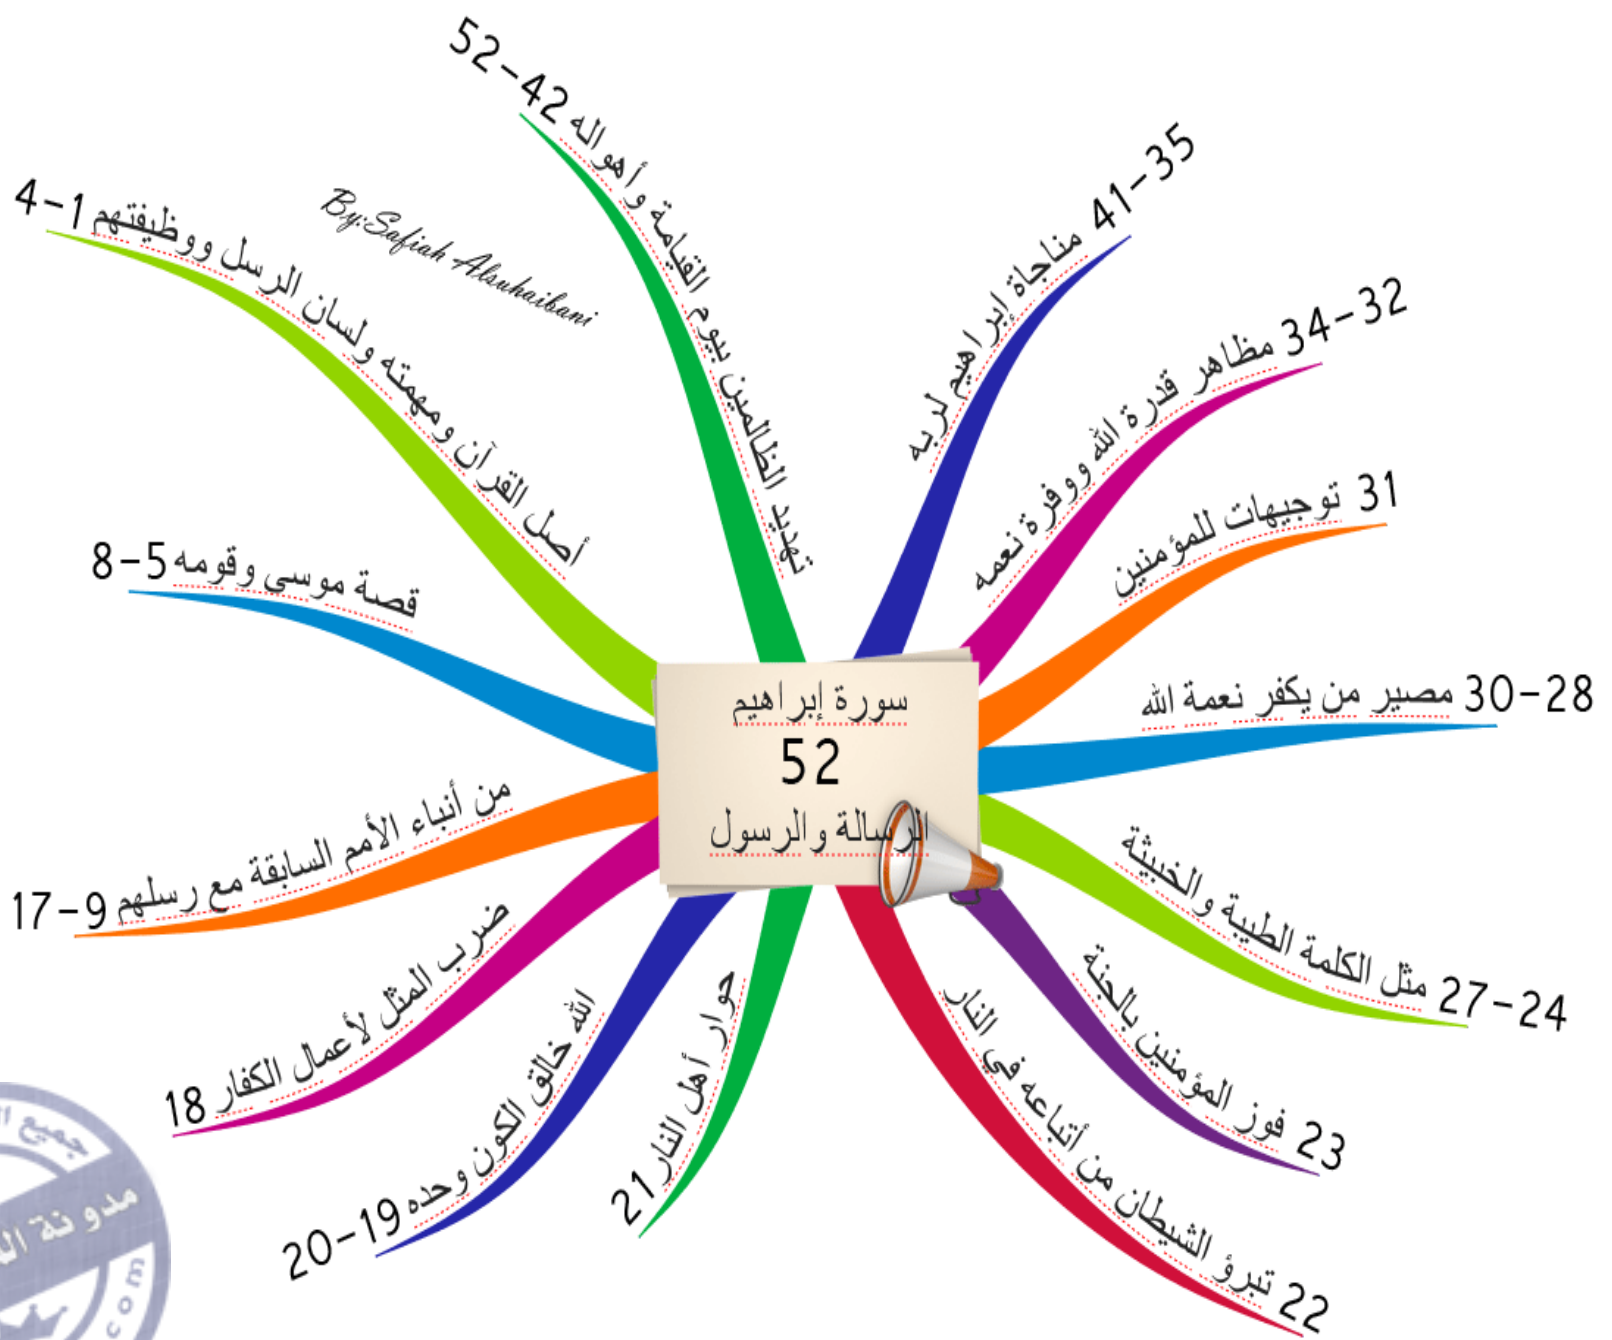 سورة إبراهيم
52
الرسالة والرسول
أصل القرآن ومهمته ولسان الرسل ووظيفتهم 1-4
قصة موسى وقومه 5-8
من أنباء الأمم السابقة مع رسلهم 9-17
ضرب المثل لأعمال الكفار 18
الله خالق الكون وحده 19-20
حوار أهل النار 21
22 تبرؤ الشيطان من أتباعه في النار
23 فوز المؤمنين بالجنة
24-27 مثل الكلمة الطيبة والخبيثة
28-30 مصير من يكفر نعمة الله
31 توجيهات للمؤمنين
32-34 مظاهر قدرة الله ووفرة نعمه
35-41 مناجاة إبراهيم لربه
تهديد الظالمين بيوم القيامة وأهواله 42-52
By:Safiah Alsuhaibani
جميع
مدونة
com